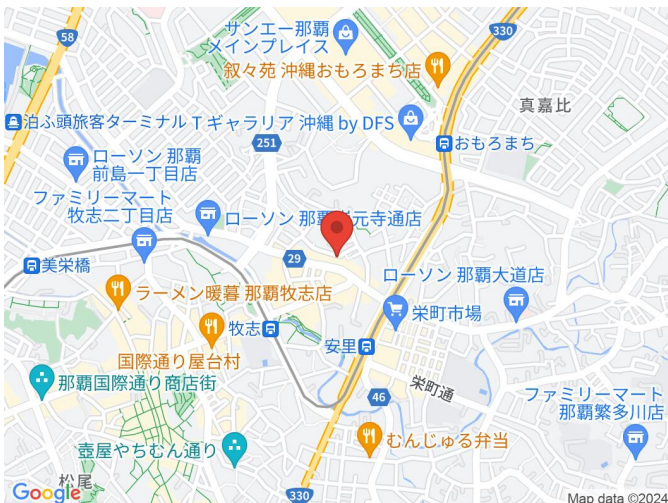 58
サンエー那覇
メインプレイス
330
叙々苑 沖縄おもろまち店
真嘉比
泊ふ頭旅客ターミナル
Tギャラリア 沖縄 by DFS
251
おもろまち
ローソン 那覇
前島一丁目店
ファミリーマート
牧志二丁目店
ローソン 那覇
元寺通店
29
美栄橋
ローソン 那覇大道店
ラーメン暖暮 那覇牧志店
牧志
栄町市場
安里
国際通り屋台村
那覇国際通り商店街
46
栄町通
ファミリーマート
那覇繁多川店
むんじゅる弁当
壺屋やちむん通り
松尾
Google
330
Map data ©2024